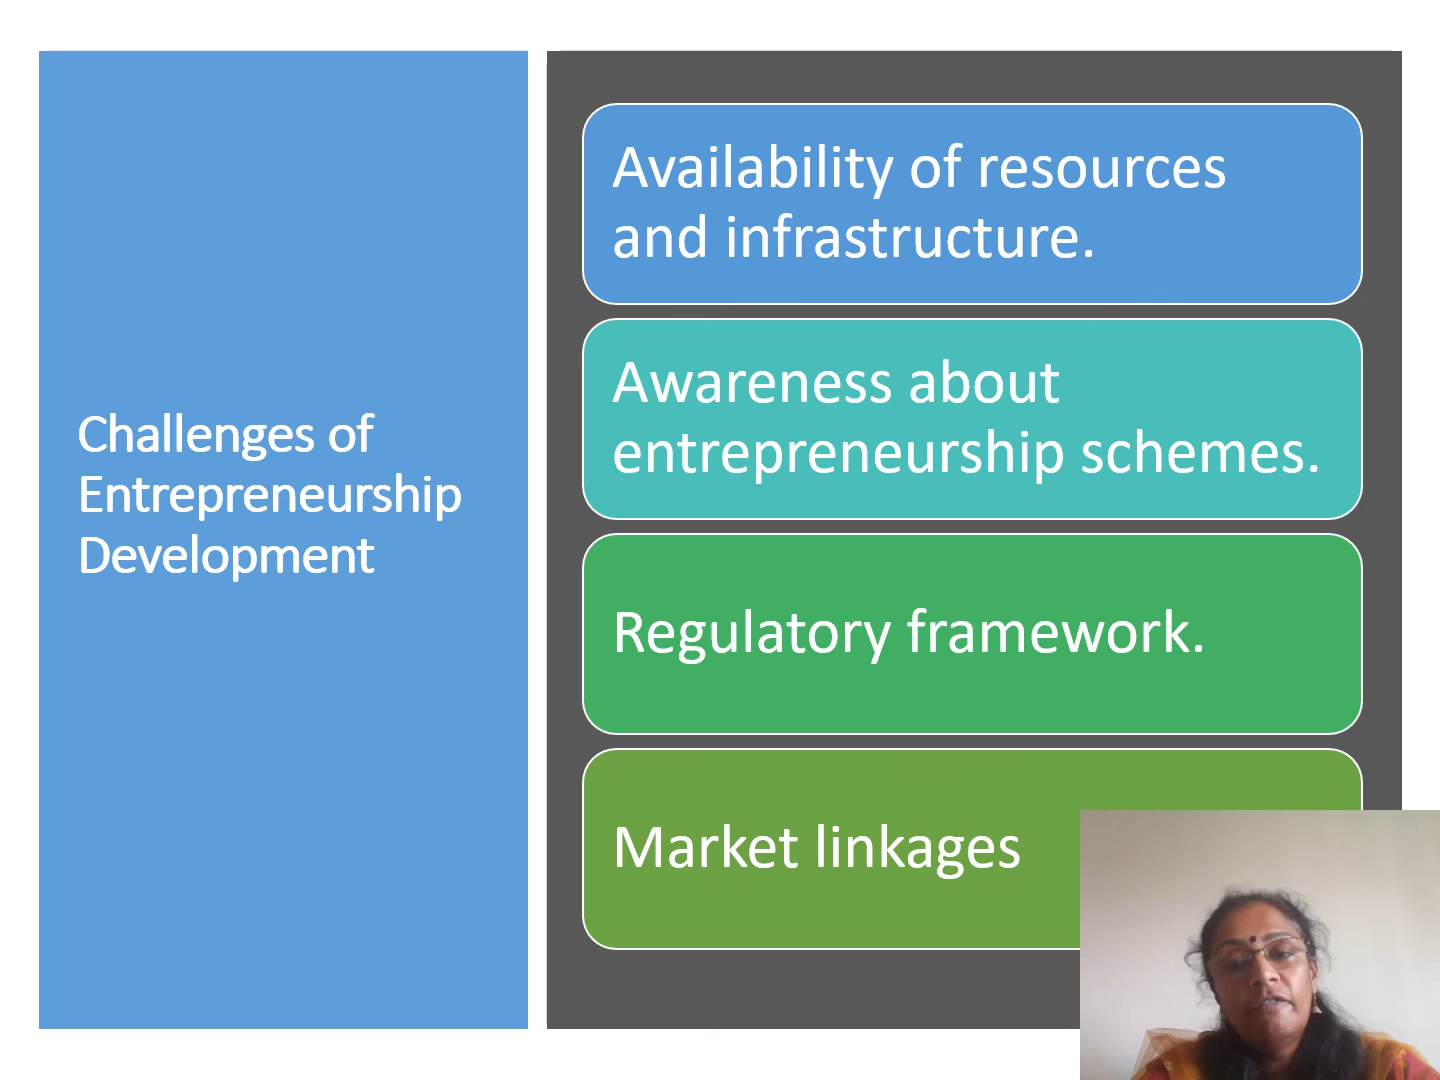 Challenges of
Entrepreneurship
Development
Availability of resources
and infrastructure.
Awareness about
entrepreneurship schemes.
Regulatory framework.
Market linkages